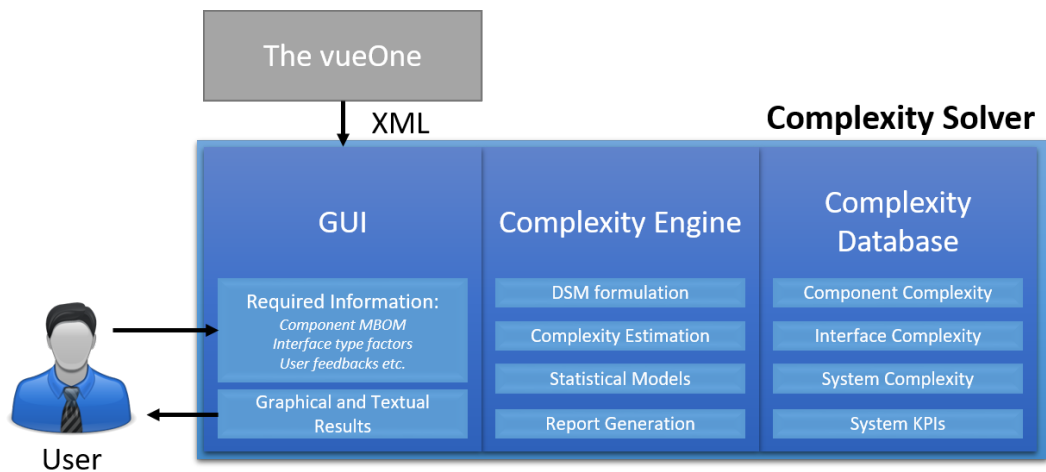 The vueOne
XML
Complexity Solver
GUI
Required Information:
Component MBOM
Interface type factors
User feedbacks etc.
Graphical and Textual
Results
Complexity Engine
DSM formulation
Complexity Estimation
Statistical Models
Report Generation
Complexity
Database
Component Complexity
Interface Complexity
System Complexity
System KPIs
User